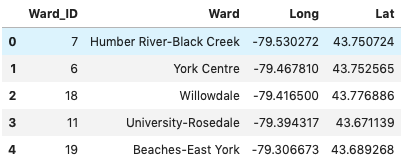 Ward_ID Ward Long Lat
0 7 Humber River-Black Creek -79.530272 43.750724
1 6 York Centre -79.467810 43.752565
2 18 Willowdale -79.416500 43.776886
3 11 University-Rosedale -79.394317 43.671139
4 19 Beaches-East York -79.306673 43.689268